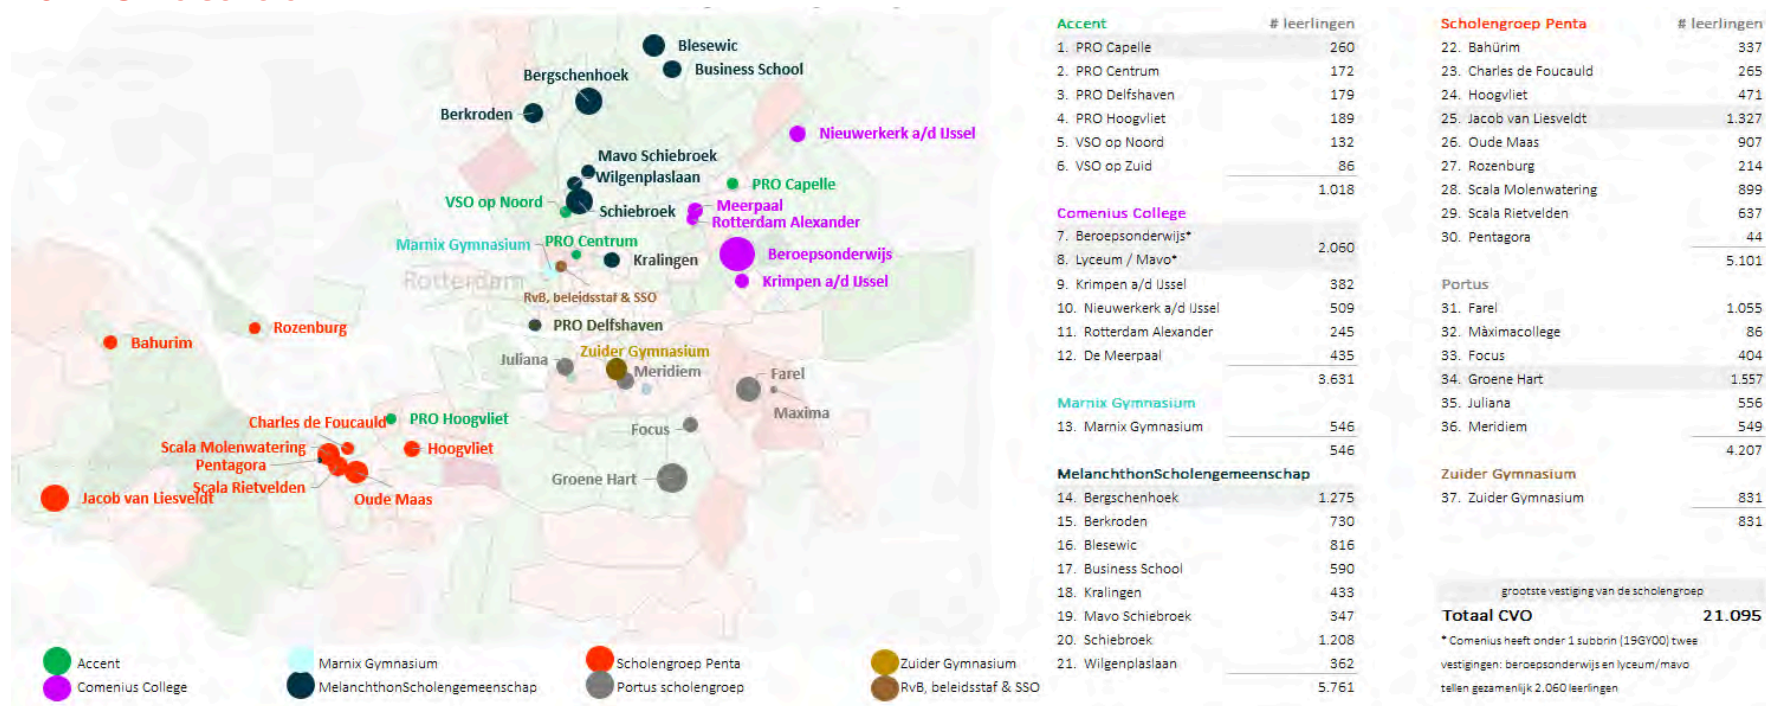 Blesewic
Business School
Bergschenhoek
Berkroden
Nieuwerkerk a/d IJssel
Mavo Schiebroek
Wilgenplaslaan
PRO Capelle
VSO op Noord
Schiebroek
Meerpaal
Rotterdam Alexander
Marnix Gymnasium
PRO Centrum
Kralingen
Beroepsonderwijs
Rotterdam
Krimpen a/d IJssel
RvB, beleidsstaf & SSO
Rozenburg
PRO Delfshaven
Bahurim
Juliana
Zuider Gymnasium
Meridiem
Farel
Maxima
Charles de Foucauld
PRO Hoogvliet
Focus
Scala Molenwatering
Hoogvliet
Pentagora
Scala Rietvelden
Groene Hart
Jacob van Liesveldt
Oude Maas
Accent
Marnix Gymnasium
Scholengroep Penta
Zuider Gymnasium
Comenius College
MelanchthonScholengemeenschap
Portus scholengroep
RvB, beleidsstaf & SSO
Accent # leerlingen
1. PRO Capelle 260
2. PRO Centrum 172
3. PRO Delfshaven 179
4. PRO Hoogvliet 189
5. VSO op Noord 132
6. VSO op Zuid 86
1.018
Comenius College
7. Beroepsonderwijs*
2.060
8. Lyceum / Mavo*
9. Krimpen a/d IJssel 382
10. Nieuwerkerk a/d IJssel 509
11. Rotterdam Alexander 245
12. De Meerpaal 435
3.631
Marnix Gymnasium
13. Marnix Gymnasium 546
546
MelanchthonScholengemeenschap
14. Bergschenhoek 1.275
15. Berkroden 730
16. Blesewic 816
17. Business School 590
18. Kralingen 433
19. Mavo Schiebroek 347
20. Schiebroek 1.208
21. Wilgenplaslaan 362
5.761
Scholengroep Penta # leerlingen
22. Bahûrim 337
23. Charles de Foucauld 265
24. Hoogvliet 471
25. Jacob van Liesveldt 1.327
26. Oude Maas 907
27. Rozenburg 214
28. Scala Molenwatering 899
29. Scala Rietvelden 637
30. Pentagora 44
5.101
Portus
31. Farel 1.055
32. Màximacollege 86
33. Focus 404
34. Groene Hart 1.557
35. Juliana 556
36. Meridiem 549
4.207
Zuider Gymnasium
37. Zuider Gymnasium 831
831
grootste vestiging van de scholengroep
Totaal CVO 21.095
* Comenius heeft onder 1 subbrin (19GY00) twee
vestigingen: beroepsonderwijs en lyceum/mavo
tellen gezamenlijk 2.060 leerlingen